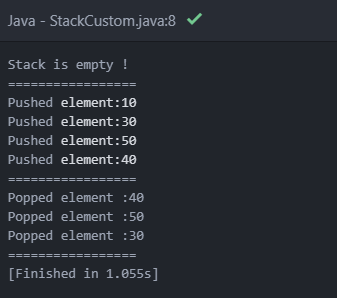 Java - StackCustom.java:8
Stack is empty !
=================
Pushed element:10
Pushed element:30
Pushed element:50
Pushed element:40
=================
Popped element :40
Popped element :50
Popped element :30
=================
[Finished in 1.055s]